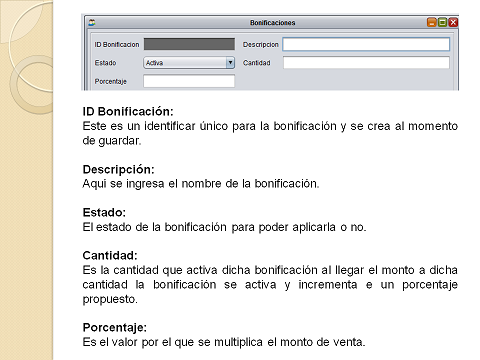 Bonificaciones
ID Bonificacion
Descripcion
Estado
Activa
Cantidad
Porcentaje
ID Bonificación:
Este es un identificar único para la bonificación y se crea al momento
de guardar.
Descripción:
Aqui se ingresa el nombre de la bonificación.
Estado:
El estado de la bonificación para poder aplicarla o no.
Cantidad:
Es la cantidad que activa dicha bonificación al llegar el monto a dicha
cantidad la bonificación se activa y incrementa e un porcentaje
propuesto.
Porcentaje:
Es el valor por el que se multiplica el monto de venta.